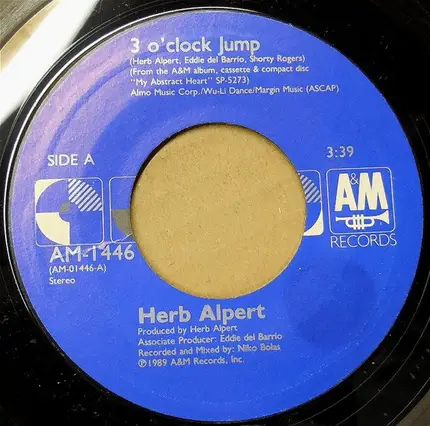 3 o'clock Jump
(Herb Alpert, Eddie del Barrio, Shorty Rogers)
(From the A&M album, cassette & compact disc
"My Abstract Heart" SP-5273)
Almo Music Corp./Wu-Li Dance/Margin Music (ASCAP)
SIDE A
3:39
A&M
RECORDS
AM-1446
(AM-01446-A)
Stereo
Herb Alpert
Produced by Herb Alpert
Associate Producer: Eddie del Barrio
Recorded and Mixed by: Niko Bolas
℗1989 A&M Records, Inc.